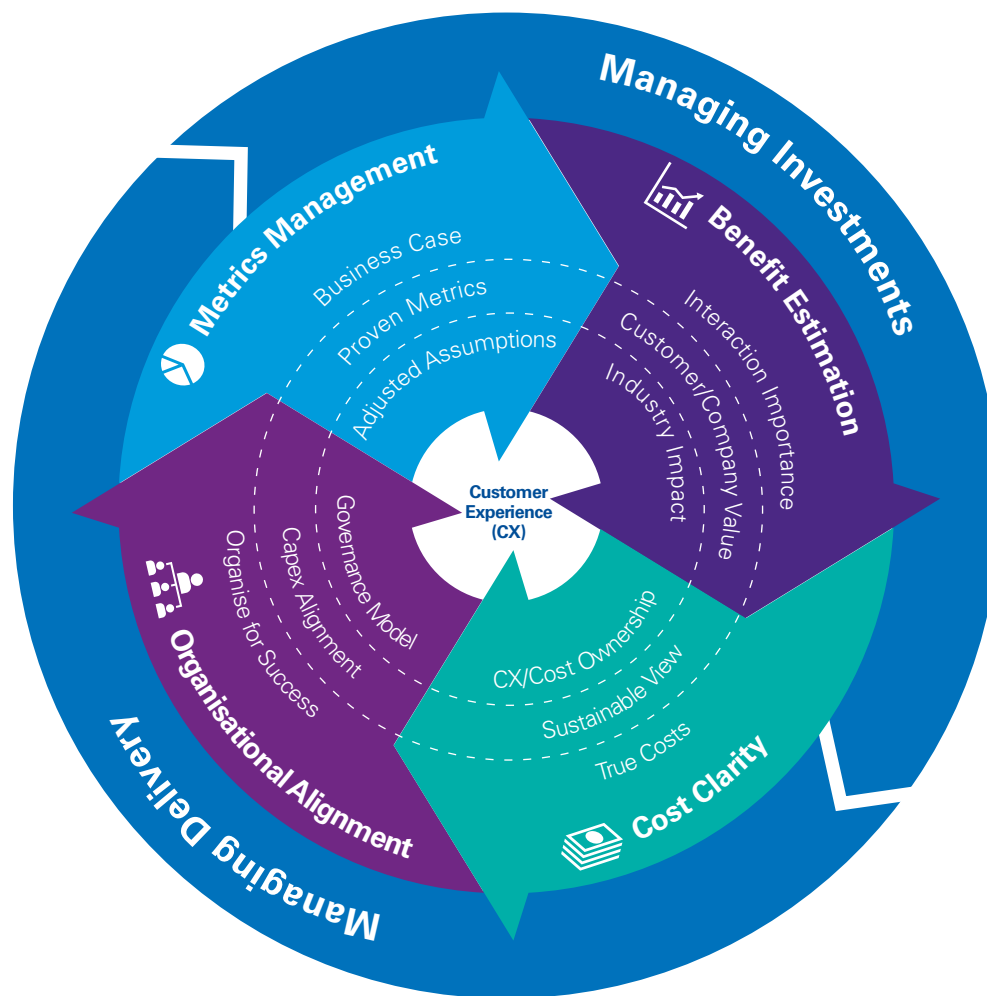 Managing Investments
Benefit Estimation
Interaction Importance
Customer/Company Value
Industry Impact
Cost Clarity
True Costs
Sustainable View
CX/Cost Ownership
Managing Delivery
Organisational Alignment
Organise for Success
Capex Alignment
Governance Model
Metrics Management
Business Case
Proven Metrics
Adjusted Assumptions
Customer
Experience
(CX)